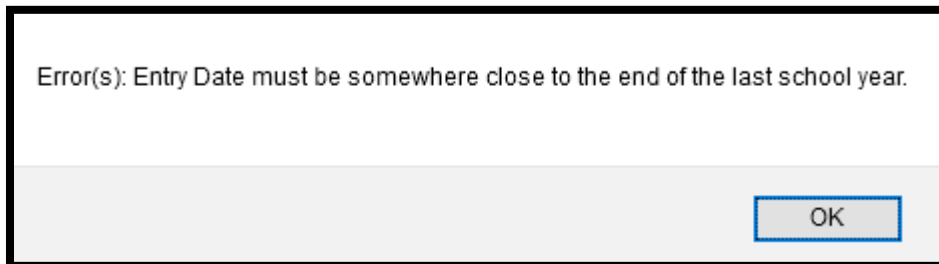 Error(s): Entry Date must be somewhere close to the end of the last school year.
OK